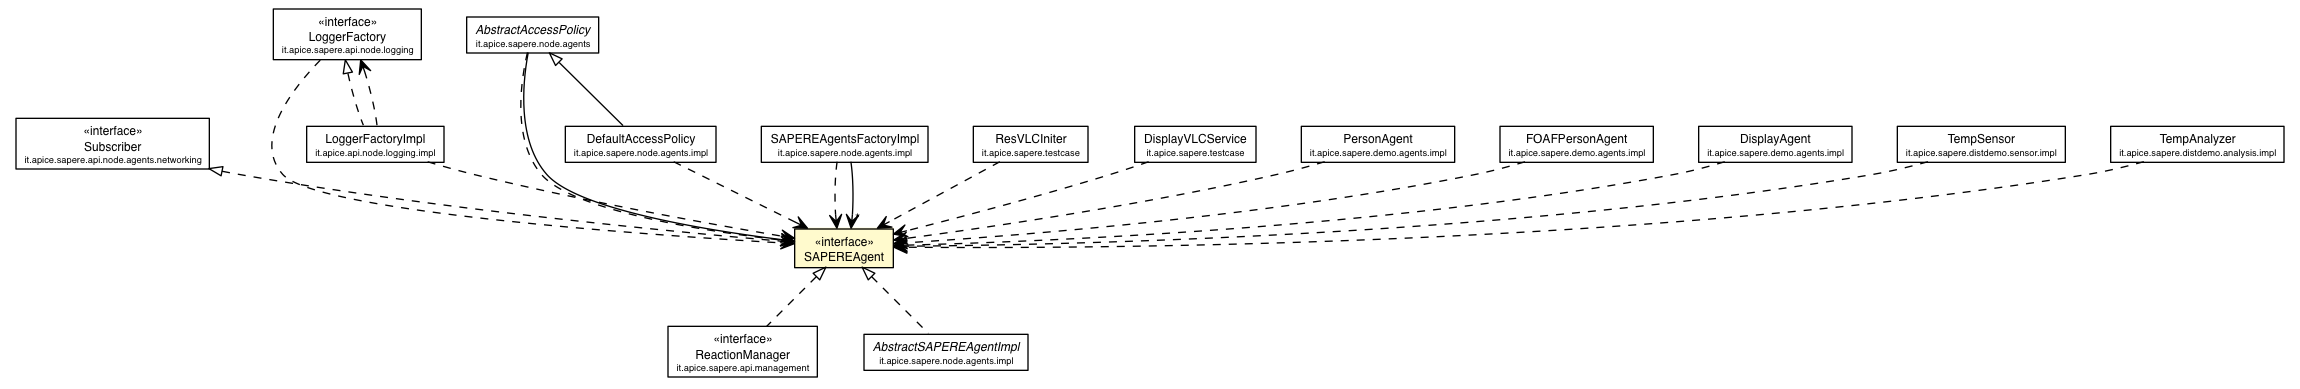 «interface»
LoggerFactory
it.apice.sapere.api.node.logging
AbstractAccessPolicy
it.apice.sapere.node.agents
«interface»
Subscriber
it.apice.sapere.api.node.agents.networking
LoggerFactoryImpl
it.apice.api.node.logging.impl
DefaultAccessPolicy
it.apice.sapere.node.agents.impl
SAPEREAgentsFactoryImpl
it.apice.sapere.node.agents.impl
ResVLCIniter
it.apice.sapere.testcase
DisplayVLCService
it.apice.sapere.testcase
PersonAgent
it.apice.sapere.demo.agents.impl
FOAFPersonAgent
it.apice.sapere.demo.agents.impl
DisplayAgent
it.apice.sapere.demo.agents.impl
TempSensor
it.apice.sapere.distdemo.sensor.impl
TempAnalyzer
it.apice.sapere.distdemo.analysis.impl
«interface»
SAPEREAgent
«interface»
ReactionManager
it.apice.sapere.api.management
AbstractSAPEREAgentImpl
it.apice.sapere.node.agents.impl